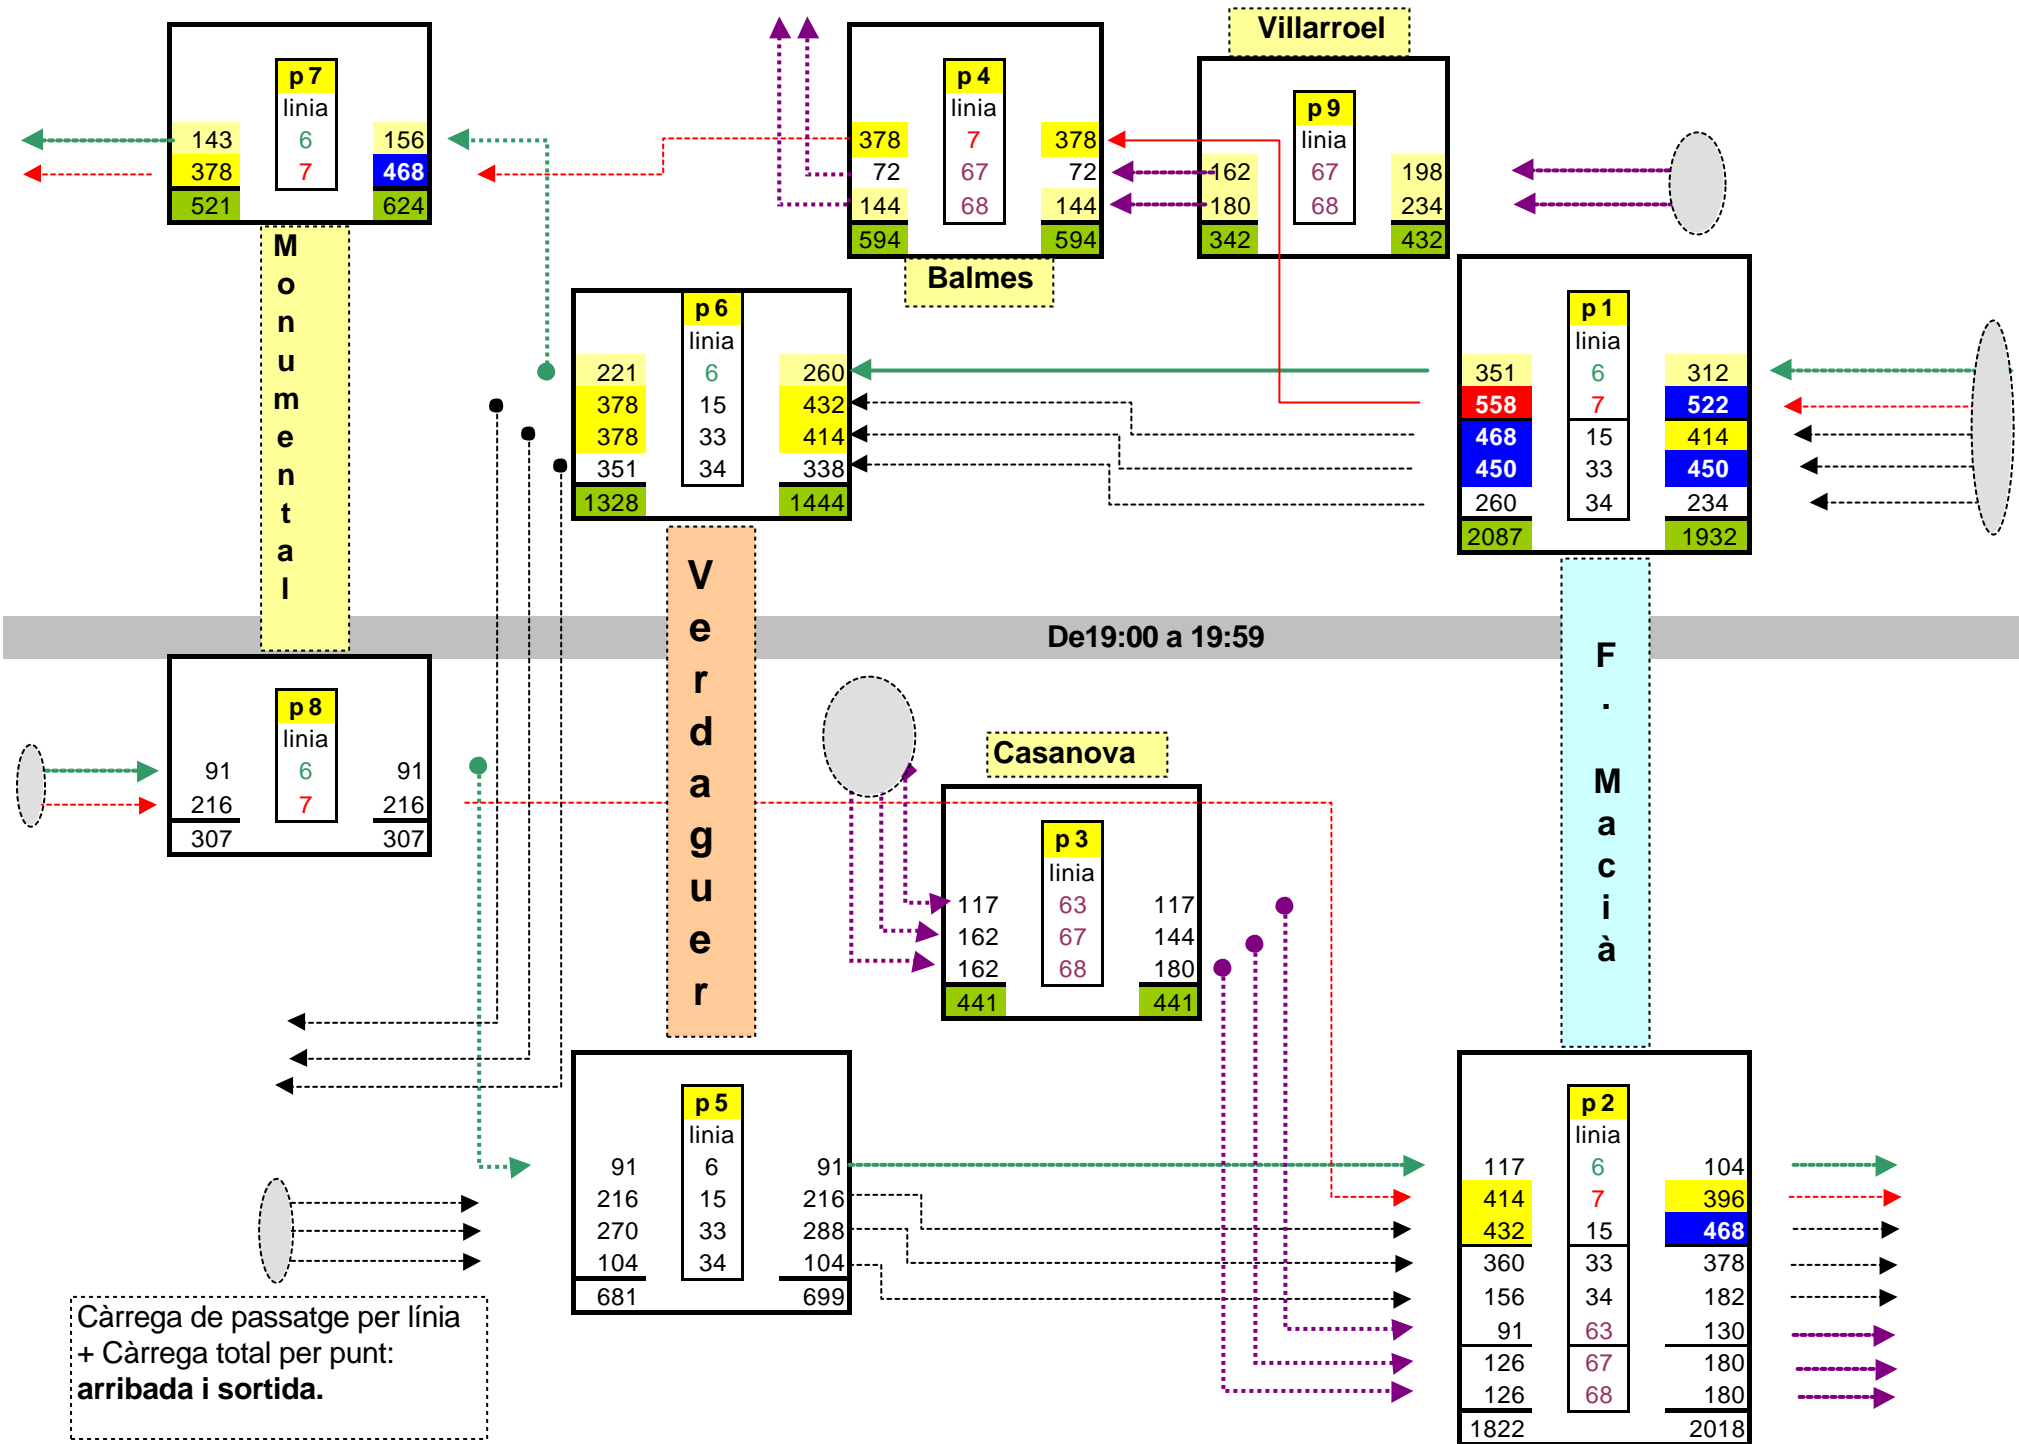 Villarroel
p 7
linia
143 6 156
378 7 468
521 624
p 4
linia
378 7 378
72 67 72
144 68 144
594 594
Balmes
p 9
linia
162 67 198
180 68 234
342 432
Monumental
p 6
linia
221 6 260
378 15 432
378 33 414
351 34 338
1328 1444
p 1
linia
351 6 312
558 7 522
468 15 414
450 33 450
260 34 234
2087 1932
Verdaguer
De19:00 a 19:59
F. Macià
p 8
linia
91 6 91
216 7 216
307 307
Casanova
p 3
linia
117 63 117
162 67 144
162 68 180
441 441
p 5
linia
91 6 91
216 15 216
270 33 288
104 34 104
681 699
p 2
linia
117 6 104
414 7 396
432 15 468
360 33 378
156 34 182
91 63 130
126 67 180
126 68 180
1822 2018
Càrrega de passatge per línia
+ Càrrega total per punt:
arribada i sortida.